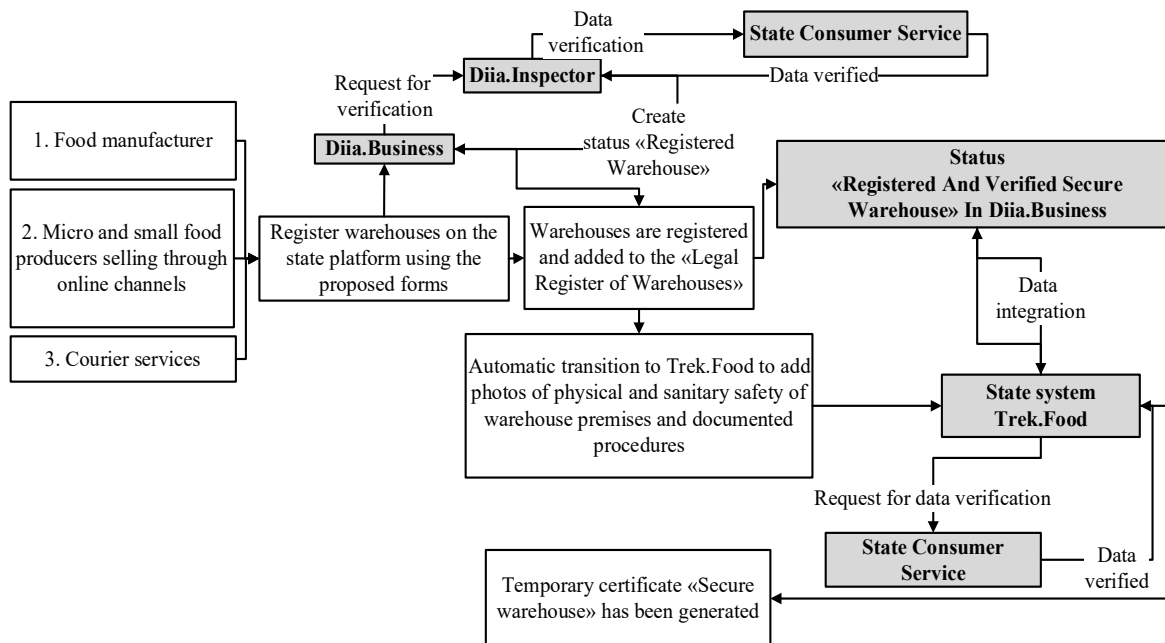 Data
verification
State Consumer Service
Diia.Inspector
Data verified
Request for
verification
Create
status «Registered
Warehouse»
1. Food manufacturer
Diia.Business
Status
«Registered And Verified Secure
Warehouse» In Diia.Business
2. Micro and small food
producers selling through
online channels
Register warehouses on the
state platform using the
proposed forms
Warehouses are registered
and added to the «Legal
Register of Warehouses»
Data
integration
3. Courier services
Automatic transition to Trek.Food to add
photos of physical and sanitary safety of
warehouse premises and documented
procedures
State system
Trek.Food
Request for data verification
State Consumer
Service
Data
verified
Temporary certificate «Secure
warehouse» has been generated